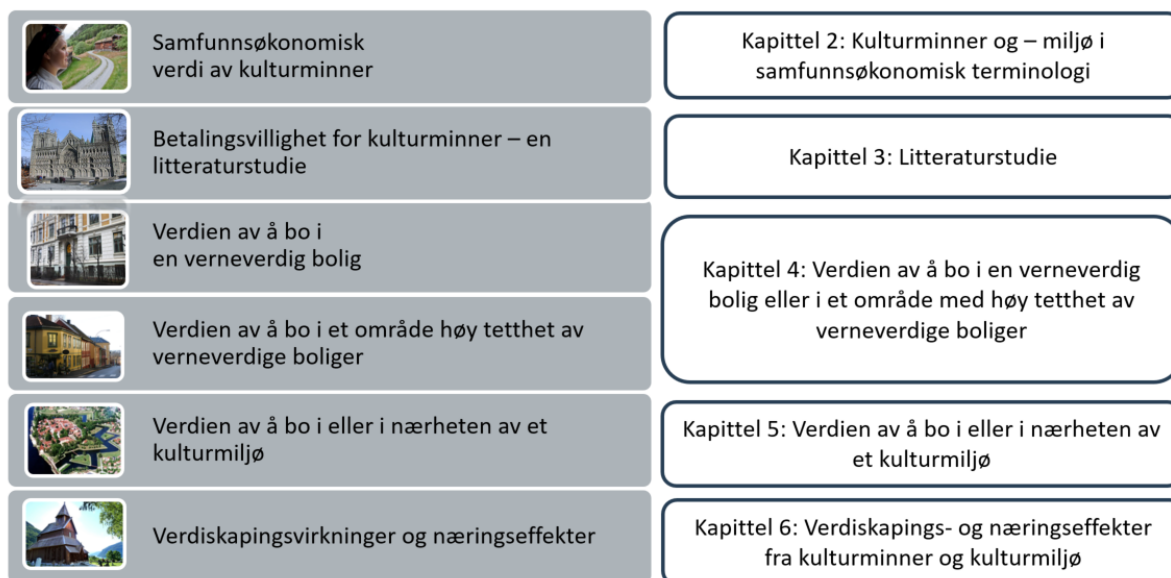 Samfunnsøkonomisk
verdi av kulturminner
Kapittel 2: Kulturminner og – miljø i
samfunnsøkonomisk terminologi
Betalingsvillighet for kulturminner – en
litteraturstudie
Kapittel 3: Litteraturstudie
Verdien av å bo i
en verneverdig bolig
Verdien av å bo i et område høy tetthet av
verneverdige boliger
Kapittel 4: Verdien av å bo i en verneverdig
bolig eller i et område med høy tetthet av
verneverdige boliger
Verdien av å bo i eller i nærheten av et
kulturmiljø
Kapittel 5: Verdien av å bo i eller i nærheten av
et kulturmiljø
Verdiskapingsvirkninger og næringseffekter
Kapittel 6: Verdiskapings- og næringseffekter
fra kulturminner og kulturmiljø